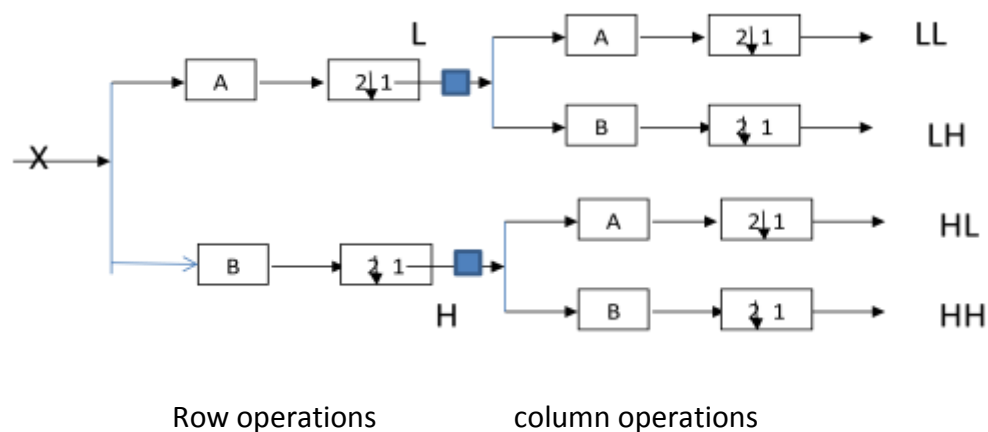 L
A 2↓1 LL
A 2↓1
B 2↓1 LH
X
A 2↓1 HL
B 2↓1
B 2↓1 HH
H
Row operations column operations